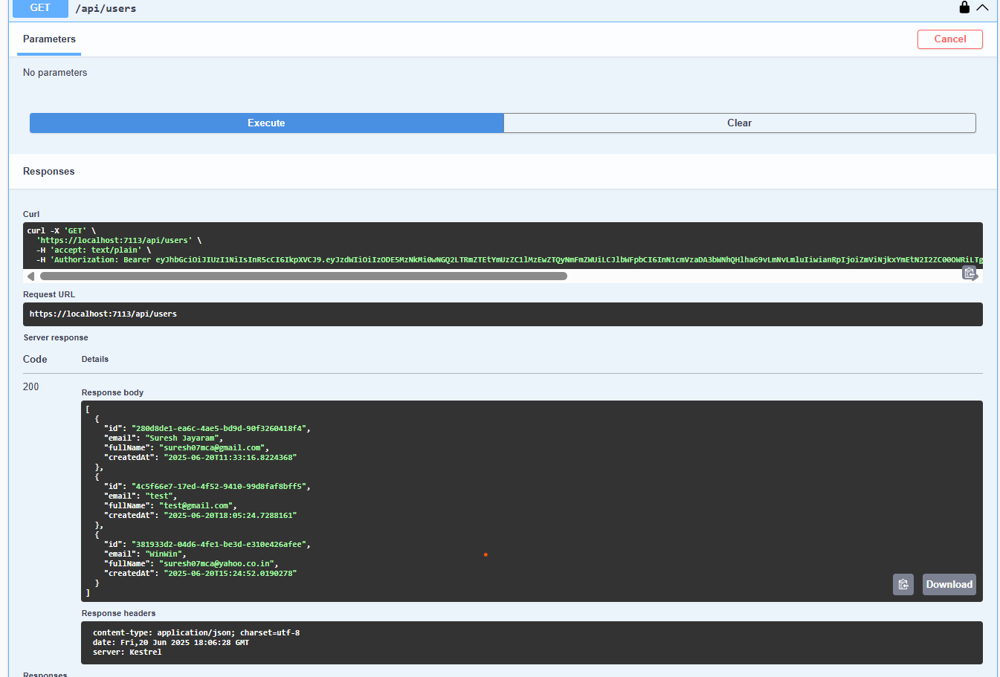 GET /api/users
Parameters
Cancel
No parameters
Execute
Clear
Responses
Curl
curl -X 'GET' \
'https://localhost:7113/api/users' \
-H 'accept: text/plain' \
-H 'Authorization: Bearer eyJhbGciOiJIUzI1NiIsInR5cCI6IkpXVCJ9.eyJzdWIiOiIzODE5MzNkMi0wNGQ2LTRmZTEtYmUzZC1lMzEwZTQyNmFmZWUiLCJlbWFpbCI6InN1cmVzaDA3bWNhQHlhaG9vLmNvLmluIiwianRpIjoiZmViNjkxYmEtN2I2ZC00OWRiLTg
Request URL
https://localhost:7113/api/users
Server response
Code
Details
200
Response body
[
{
"id": "280d8de1-ea6c-4ae5-bd9d-90f3260418f4",
"email": "Suresh Jayaram",
"fullName": "suresh07mca@gmail.com",
"createdAt": "2025-06-20T11:33:16.8224368"
},
{
"id": "4c5f66e7-17ed-4f52-9410-99d8faf8bff5",
"email": "test",
"fullName": "test@gmail.com",
"createdAt": "2025-06-20T18:05:24.7288161"
},
{
"id": "381933d2-04d6-4fe1-be3d-e310e426afee",
"email": "WinWin",
"fullName": "suresh07mca@yahoo.co.in",
"createdAt": "2025-06-20T15:24:52.0190278"
}
]
Download
Response headers
content-type: application/json; charset=utf-8
date: Fri,20 Jun 2025 18:06:28 GMT
server: Kestrel
Responses